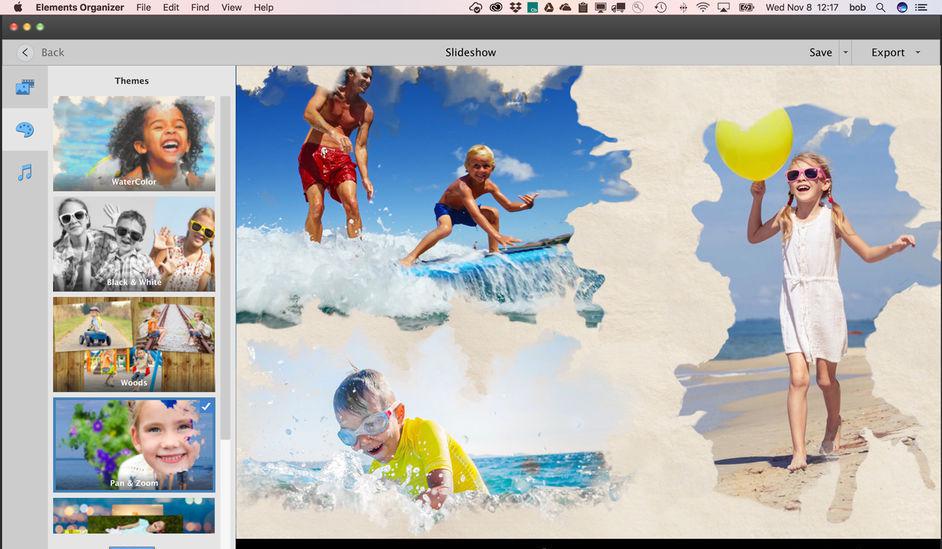 Elements Organizer File Edit Find View Help Wed Nov 8 12:17 bob
Back Slideshow Save Export
Themes
WaterColor
Black & White
Woods
Pan & Zoom